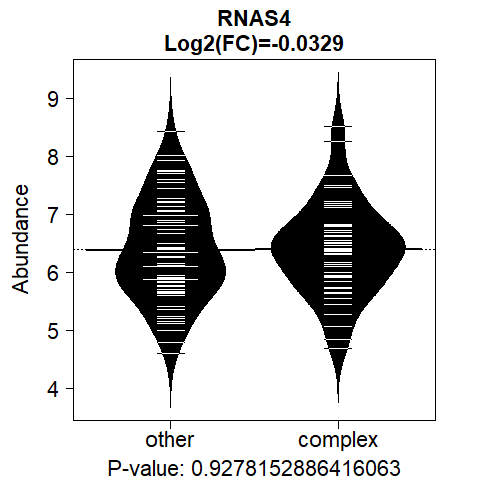 RNAS4
Log2(FC)=-0.0329
Abundance
9
8
7
6
5
4
other complex
P-value: 0.9278152886416063